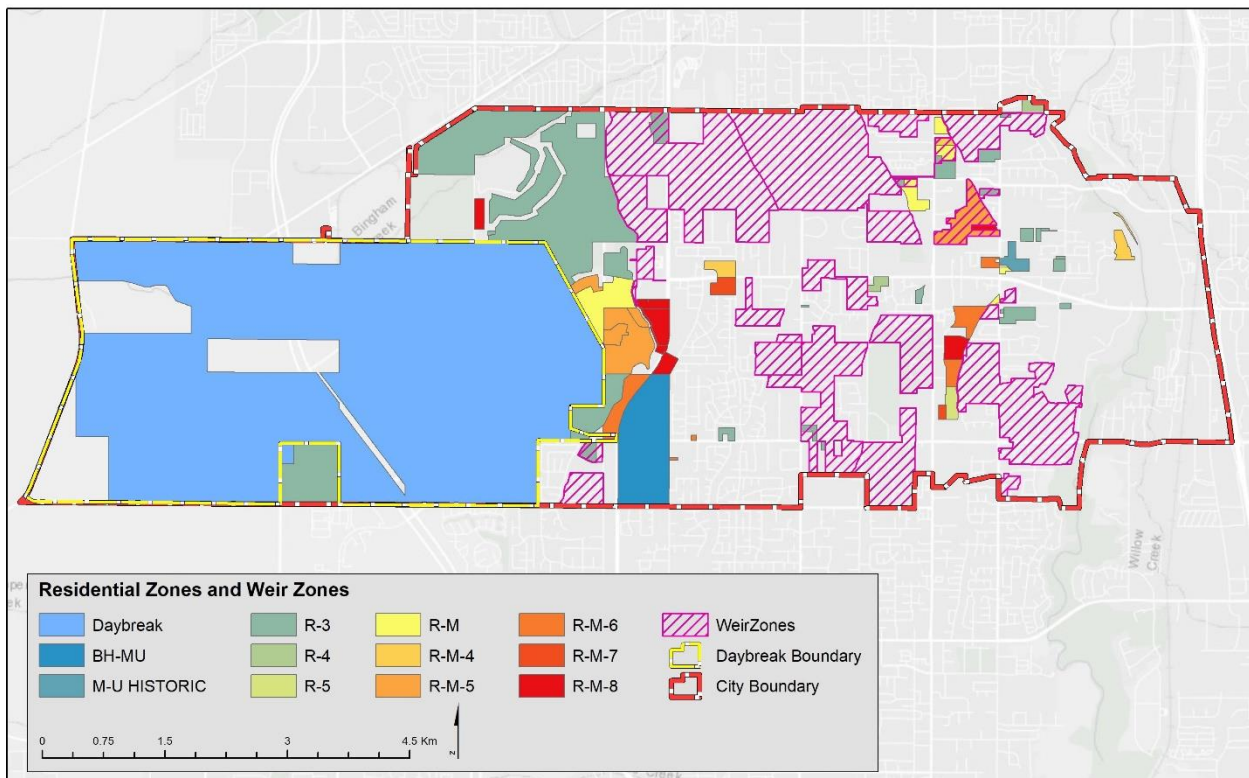 Bingham
Creek
Residential Zones and Weir Zones
Daybreak
BH-MU
M-U HISTORIC
R-3
R-4
R-5
R-M
R-M-4
R-M-5
R-M-6
R-M-7
R-M-8
WeirZones
Daybreak Boundary
City Boundary
0 0.75 1.5 3 4.5 Km
N
Willow
Creek
Creek